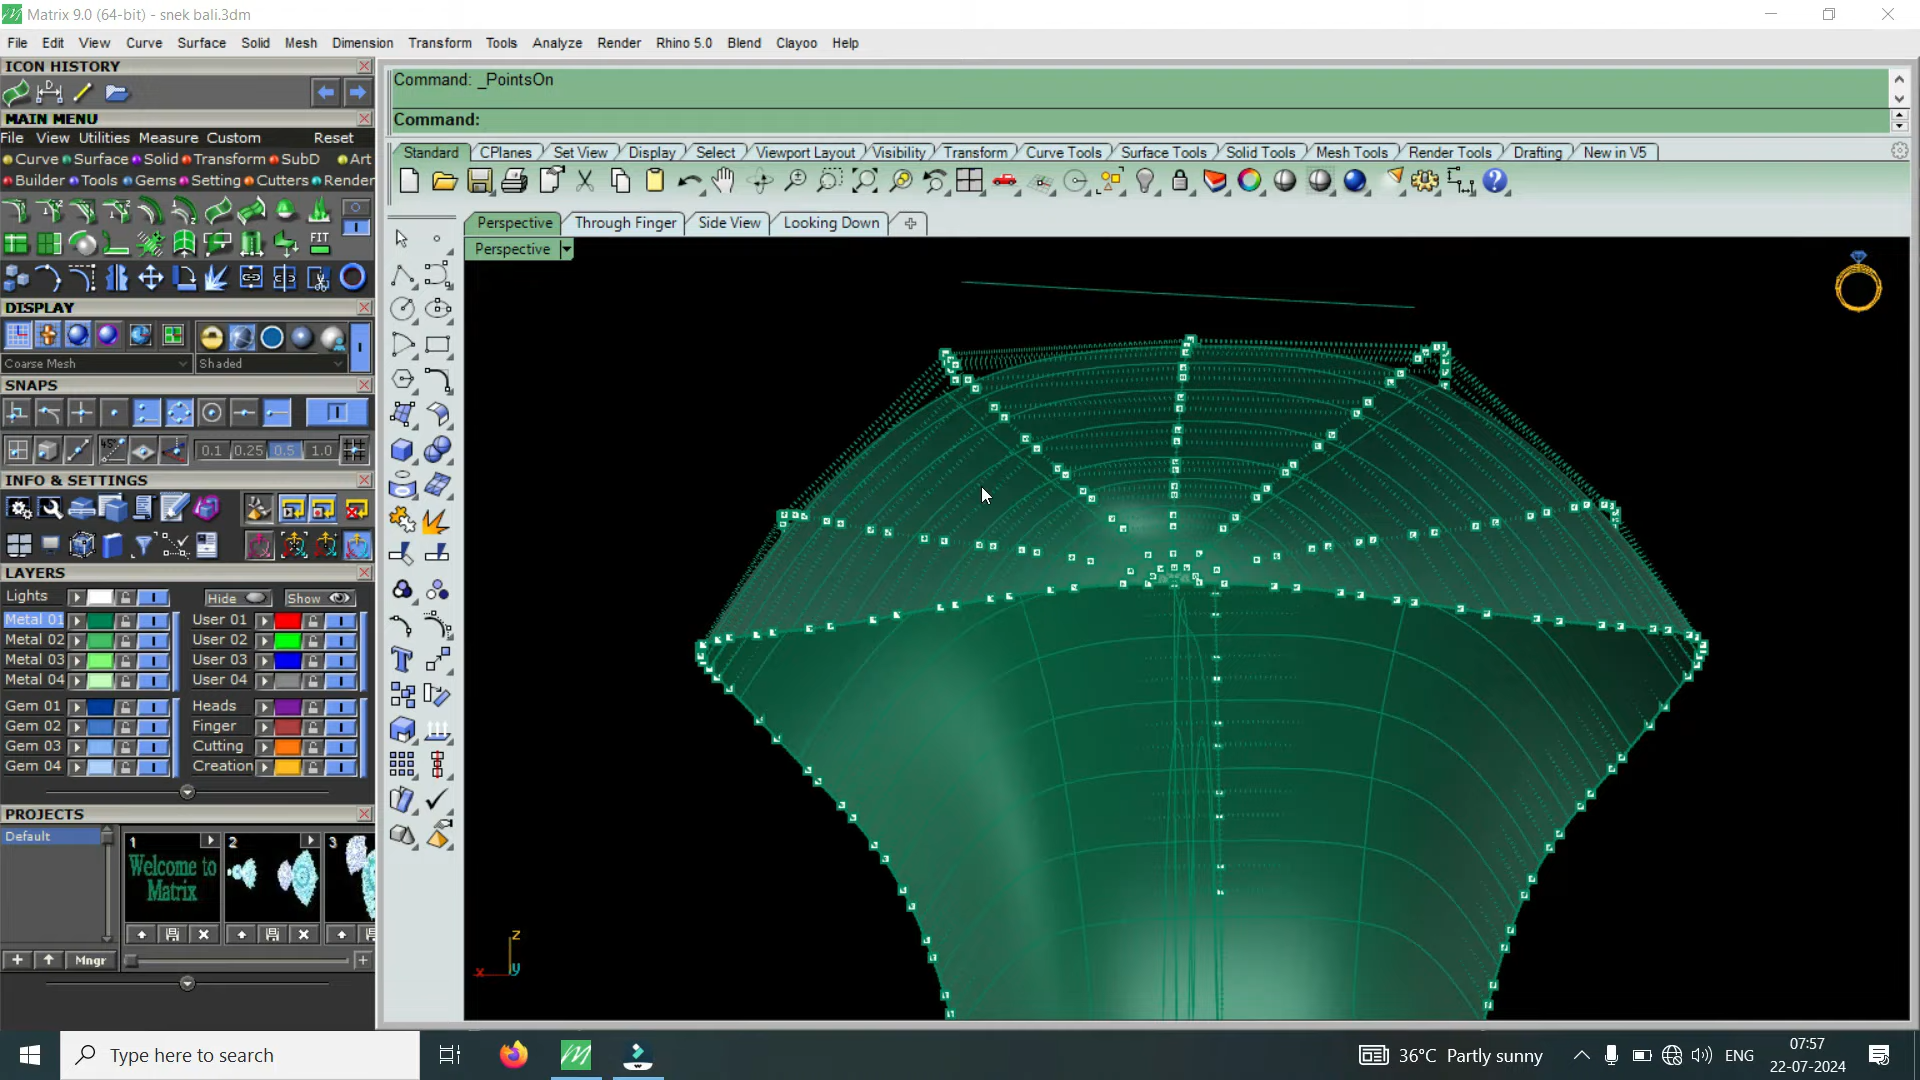 Matrix 9.0 (64-bit) - snek bali.3dm
File Edit View Curve Surface Solid Mesh Dimension Transform Tools Analyze Render Rhino 5.0 Blend Clayoo Help
ICON HISTORY
Command: _PointsOn
Command:
MAIN MENU
File View Utilities Measure Custom Reset
Curve Surface Solid Transform SubD Art
Builder Tools Gems Setting Cutters Render
Standard CPlanes Set View Display Select Viewport Layout Visibility Transform Curve Tools Surface Tools Solid Tools Mesh Tools Render Tools Drafting New in V5
FIT
Perspective Through Finger Side View Looking Down
Perspective
DISPLAY
Coarse Mesh Shaded
SNAPS
0.1 0.25 0.5 1.0
INFO & SETTINGS
LAYERS
Lights Hide Show
Metal 01 User 01
Metal 02 User 02
Metal 03 User 03
Metal 04 User 04
Gem 01 Heads
Gem 02 Finger
Gem 03 Cutting
Gem 04 Creation
PROJECTS
Default
1 2 3
Welcome to
Matrix
Mngr
z
x y
Type here to search
36°C Partly sunny
ENG
07:57
22-07-2024